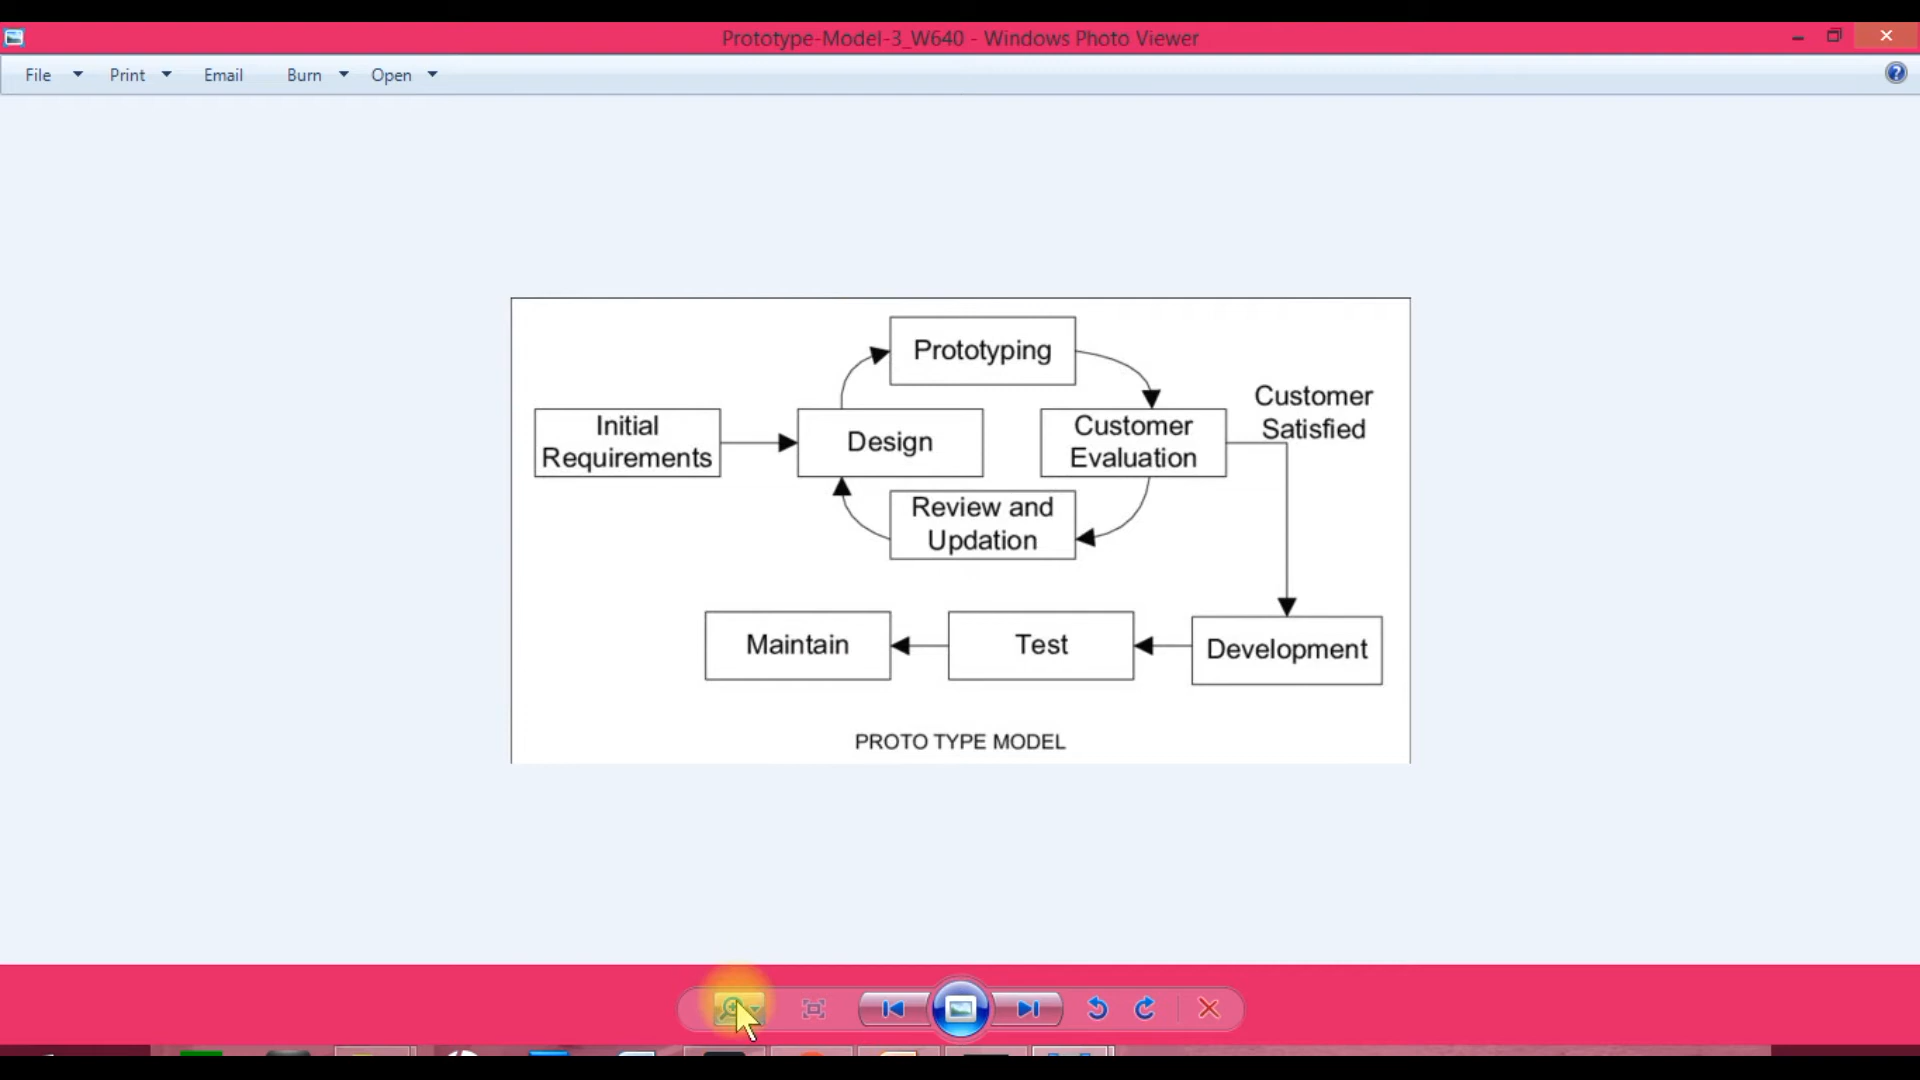 Prototype-Model-3_W640 - Windows Photo Viewer
File Print Email Burn Open
Prototyping
Customer
Satisfied
Initial
Requirements
Design
Customer
Evaluation
Review and
Updation
Maintain
Test
Development
PROTO TYPE MODEL